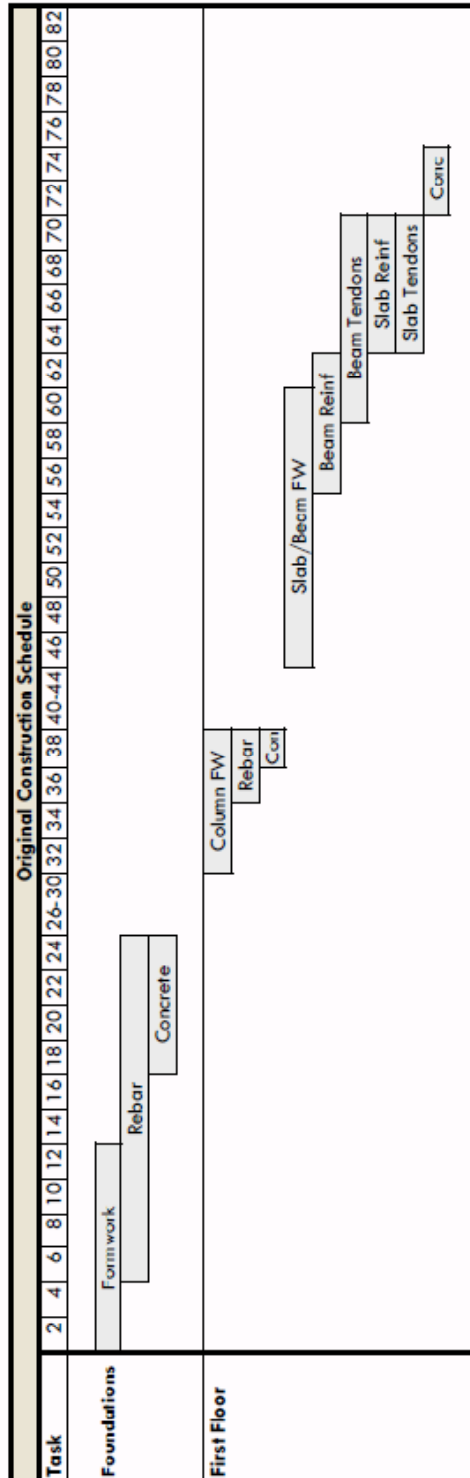 Original Construction Schedule
Task 2 4 6 8 10 12 14 16 18 20 22 24 26-30 32 34 36 38 40-44 46 48 50 52 54 56 58 60 62 64 66 68 70 72 74 76 78 80 82
Foundations
Formwork
Rebar
Concrete
First Floor
Column FW
Rebar
Con
Slab/Beam FW
Beam Reinf
Beam Tendons
Slab Reinf
Slab Tendons
Conc